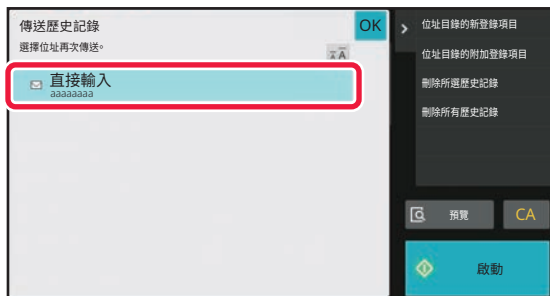 傳送歷史記錄
OK
選擇位址再次傳送。
直接輸入
aaaaaaaa
位址目錄的新登錄項目
位址目錄的附加登錄項目
刪除所選歷史記錄
刪除所有歷史記錄
預覽
CA
啟動